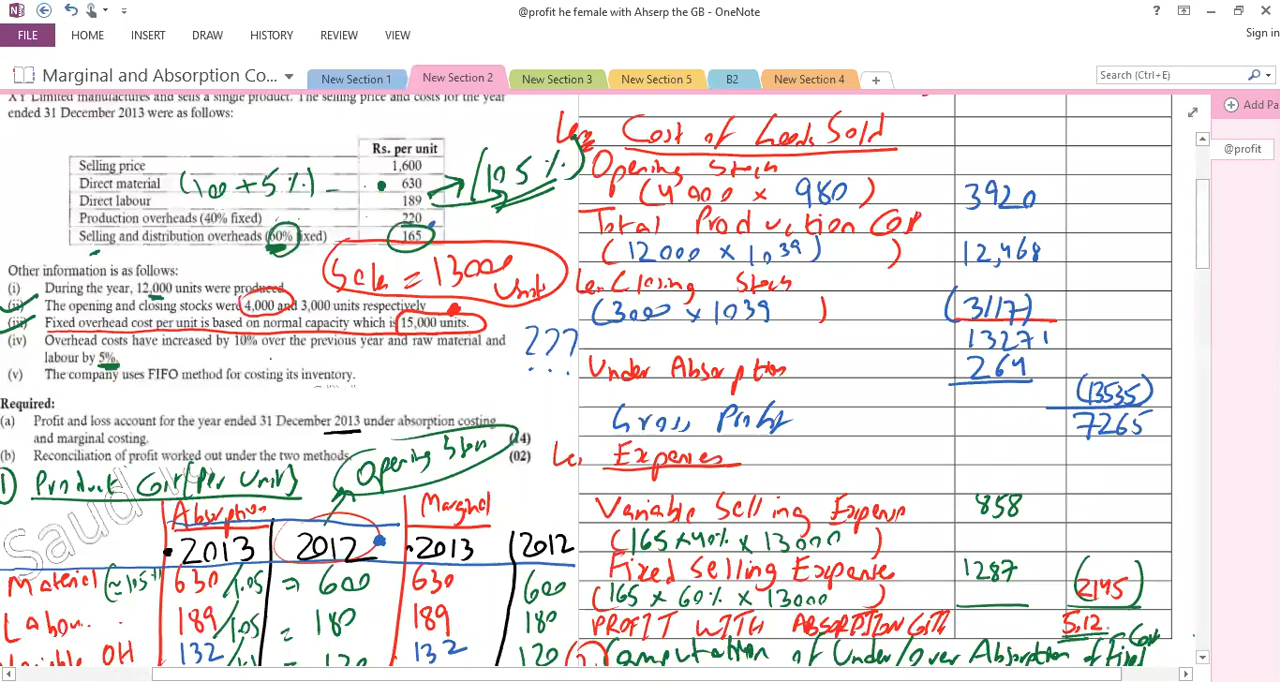 @profit he female with Ahserp the GB - OneNote
Sign in
FILE HOME INSERT DRAW HISTORY REVIEW VIEW
Marginal and Absorption Co... New Section 1 New Section 2 New Section 3 New Section 5 B2 New Section 4 Search (Ctrl+E)
Add Pa
@profit
XY Limited manufactures and sells a single product. The selling price and costs for the year
ended 31 December 2013 were as follows:
Rs. per unit
Selling price 1,600
Direct material (100 + 5%) 630 (105%)
Direct labour 189
Production overheads (40% fixed) 220
Selling and distribution overheads (60% fixed) 165
Sales = 13000 units
Other information is as follows:
(i) During the year, 12,000 units were produced
(ii) The opening and closing stocks were 4,000 and 3,000 units respectively
(iii) Fixed overhead cost per unit is based on normal capacity which is 15,000 units.
(iv) Overhead costs have increased by 10% over the previous year and raw material and
labour by 5%.
(v) The company uses FIFO method for costing its inventory.
???
Required:
(a) Profit and loss account for the year ended 31 December 2013 under absorption costing
and marginal costing. (14)
(b) Reconciliation of profit worked out under the two methods. (02)
Opening Stock
1) Product Cost (Per Unit)
Absorption Marginal
2013 2012 2013 2012
Material 630/1.05 = 600 630 600
Labour 189/1.05 = 180 189 180
Variable OH 132 120 132 120
Saud
Less Cost of Goods Sold
Opening Stock
(4000 x 980) 3920
Total Production Cost
(12000 x 1039) 12,468
Less Closing Stock
(3000 x 1039) (3117)
13271
Under Absorption 264
(13535)
Gross Profit 7265
Les Expenses
Variable Selling Expense 858
(165 x 40% x 13000)
Fixed Selling Expenses 1287 (2145)
(165 x 60% x 13000)
PROFIT WITH ABSORPTION COSTING 5,12
(2) Computation of Under/over Absorption of Fixed Cost